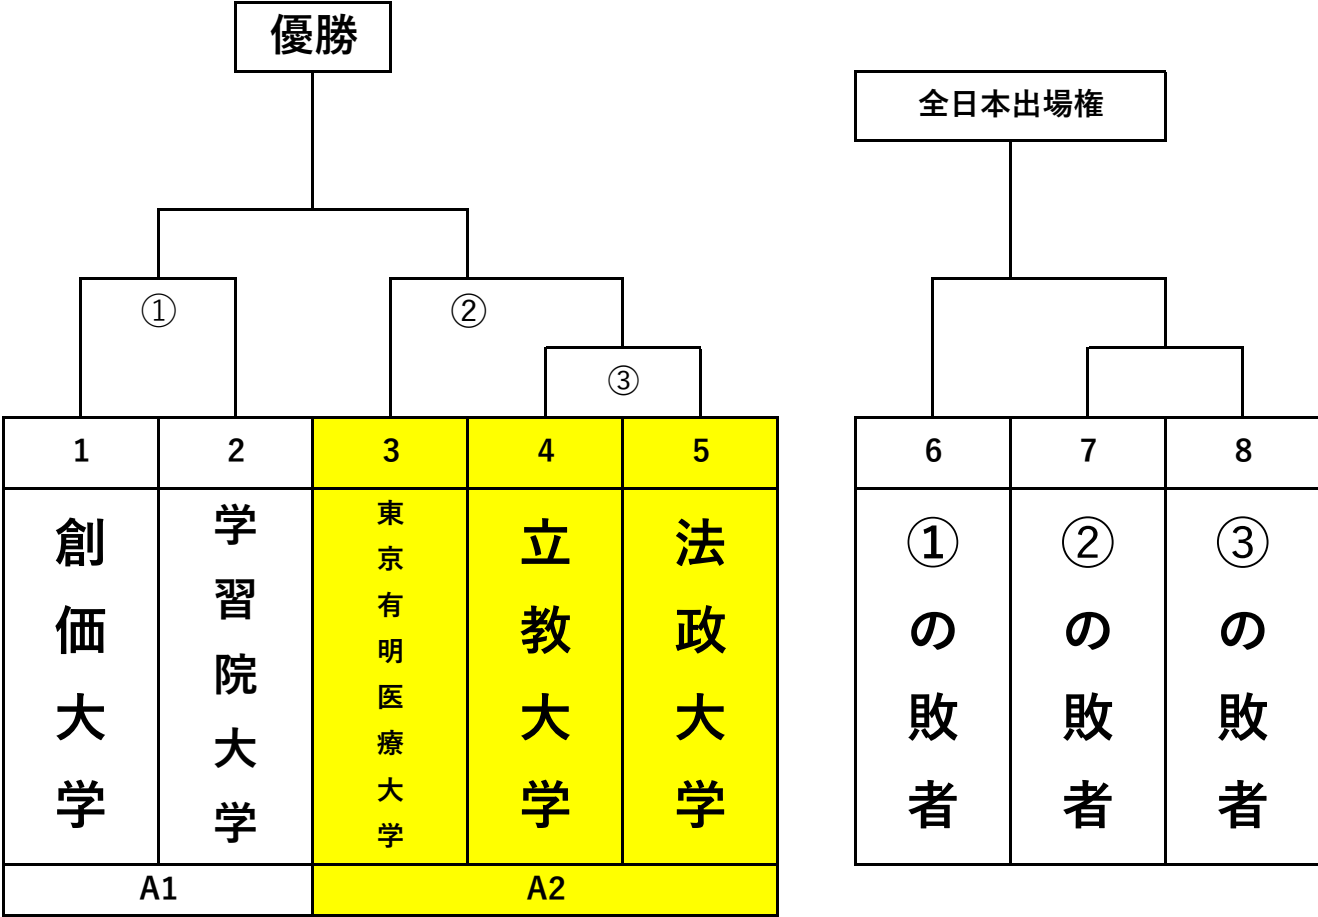 優勝
全日本出場権
①
②
③
1
2
3
4
5
6
7
8
創価大学
学習院大学
東京有明医療大学
立教大学
法政大学
①の敗者
②の敗者
③の敗者
A1
A2